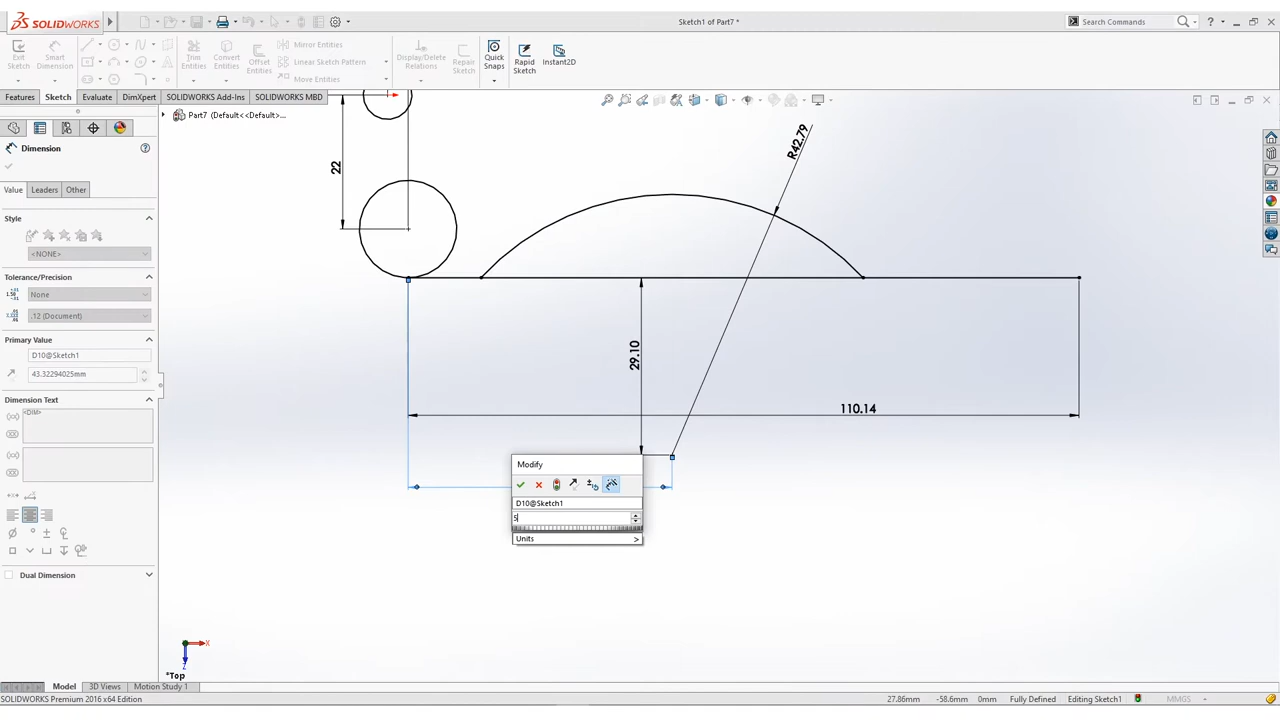 SOLIDWORKS
Sketch1 of Part7 *
Search Commands
?
Exit Sketch
Smart Dimension
Trim Entities
Convert Entities
Offset Entities
Mirror Entities
Linear Sketch Pattern
Move Entities
Display/Delete Relations
Repair Sketch
Quick Snaps
Rapid Sketch
Instant2D
Features
Sketch
Evaluate
DimXpert
SOLIDWORKS Add-Ins
SOLIDWORKS MBD
Part7 (Default<<Default>...
Dimension
Value
Leaders
Other
Style
<NONE>
Tolerance/Precision
None
.12 (Document)
Primary Value
D10@Sketch1
43.32294025mm
Dimension Text
<DIM>
Dual Dimension
22
R42.79
29.10
110.14
Modify
D10@Sketch1
5
Units >
X
Z
*Top
Model
3D Views
Motion Study 1
SOLIDWORKS Premium 2016 x64 Edition
27.86mm
-58.6mm
0mm
Fully Defined
Editing Sketch1
MMGS